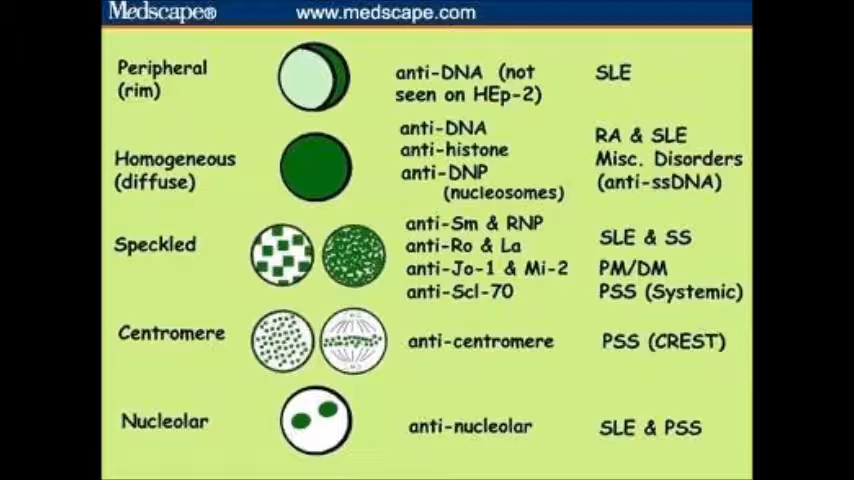 Medscape® www.medscape.com
Peripheral (rim)
anti-DNA (not seen on HEp-2)
SLE
Homogeneous (diffuse)
anti-DNA
anti-histone
anti-DNP (nucleosomes)
RA & SLE
Misc. Disorders
(anti-ssDNA)
Speckled
anti-Sm & RNP
anti-Ro & La
anti-Jo-1 & Mi-2
anti-Scl-70
SLE & SS
PM/DM
PSS (Systemic)
Centromere
anti-centromere
PSS (CREST)
Nucleolar
anti-nucleolar
SLE & PSS